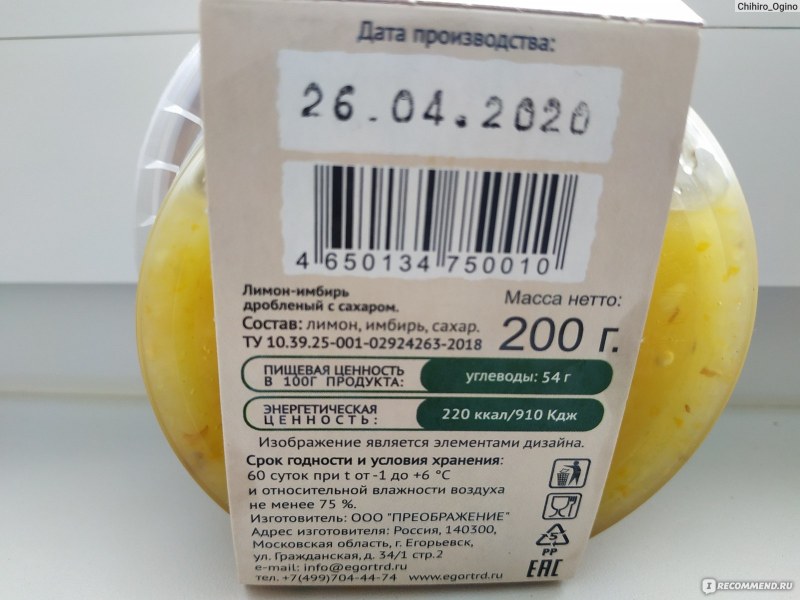 Chihiro_Ogino
Дата производства:
26.04.2020
4 650134 750010
Лимон-имбирь
дробленый с сахаром.
Состав: лимон, имбирь, сахар.
ТУ 10.39.25-001-02924263-2018
Масса нетто:
200 г.
ПИЩЕВАЯ ЦЕННОСТЬ
В 100Г ПРОДУКТА:
углеводы: 54 г
ЭНЕРГЕТИЧЕСКАЯ
ЦЕННОСТЬ:
220 ккал/910 Кдж
Изображение является элементами дизайна.
Срок годности и условия хранения:
60 суток при t от -1 до +6 °C
и относительной влажности воздуха
не менее 75 %.
Изготовитель: ООО "ПРЕОБРАЖЕНИЕ"
Адрес изготовителя: Россия, 140300,
Московская область, г. Егорьевск,
ул. Гражданская, д. 34/1 стр.2
e-mail: info@egortrd.ru
тел. +7(499)704-44-74 www.egortrd.ru
5
PP
EAC
I RECOMMEND.RU